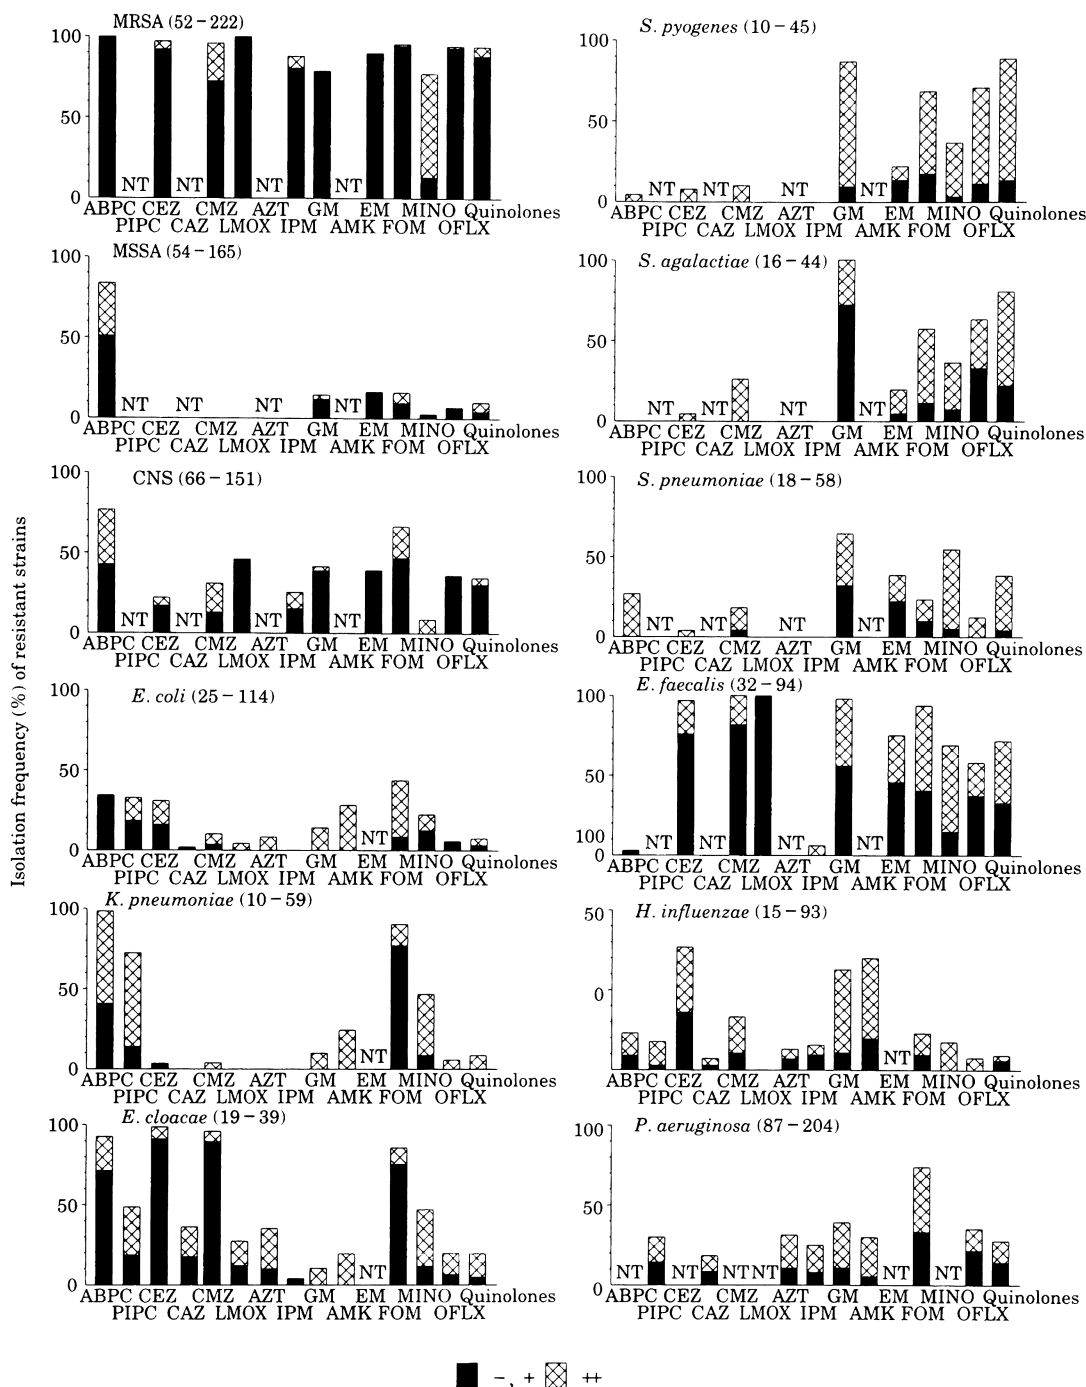 Isolation frequency (%) of resistant strains
MRSA (52－222)
100
50
0
NT NT NT NT
ABPC CEZ CMZ AZT GM EM MINO Quinolones
PIPC CAZ LMOX IPM AMK FOM OFLX
MSSA (54－165)
50
0
NT NT NT NT
ABPC CEZ CMZ AZT GM EM MINO Quinolones
PIPC CAZ LMOX IPM AMK FOM OFLX
CNS (66－151)
100
50
0
NT NT NT NT
ABPC CEZ CMZ AZT GM EM MINO Quinolones
PIPC CAZ LMOX IPM AMK FOM OFLX
E. coli (25－114)
100
50
0
NT
ABPC CEZ CMZ AZT GM EM MINO Quinolones
PIPC CAZ LMOX IPM AMK FOM OFLX
K. pneumoniae (10－59)
100
50
0
NT
ABPC CEZ CMZ AZT GM EM MINO Quinolones
PIPC CAZ LMOX IPM AMK FOM OFLX
E. cloacae (19－39)
100
50
0
NT
ABPC CEZ CMZ AZT GM EM MINO Quinolones
PIPC CAZ LMOX IPM AMK FOM OFLX
S. pyogenes (10－45)
100
50
0
NT NT NT NT
ABPC CEZ CMZ AZT GM EM MINO Quinolones
PIPC CAZ LMOX IPM AMK FOM OFLX
S. agalactiae (16－44)
100
50
0
NT NT NT NT
ABPC CEZ CMZ AZT GM EM MINO Quinolones
PIPC CAZ LMOX IPM AMK FOM OFLX
S. pneumoniae (18－58)
100
50
0
NT NT NT NT
ABPC CEZ CMZ AZT GM EM MINO Quinolones
PIPC CAZ LMOX IPM AMK FOM OFLX
E. faecalis (32－94)
100
50
100
0
NT NT NT NT
ABPC CEZ CMZ AZT GM EM MINO Quinolones
PIPC CAZ LMOX IPM AMK FOM OFLX
H. influenzae (15－93)
50
0
NT
ABPC CEZ CMZ AZT GM EM MINO Quinolones
PIPC CAZ LMOX IPM AMK FOM OFLX
P. aeruginosa (87－204)
100
50
0
NT NT NT NT NT NT
ABPC CEZ CMZ AZT GM EM MINO Quinolones
PIPC CAZ LMOX IPM AMK FOM OFLX
－, + ++